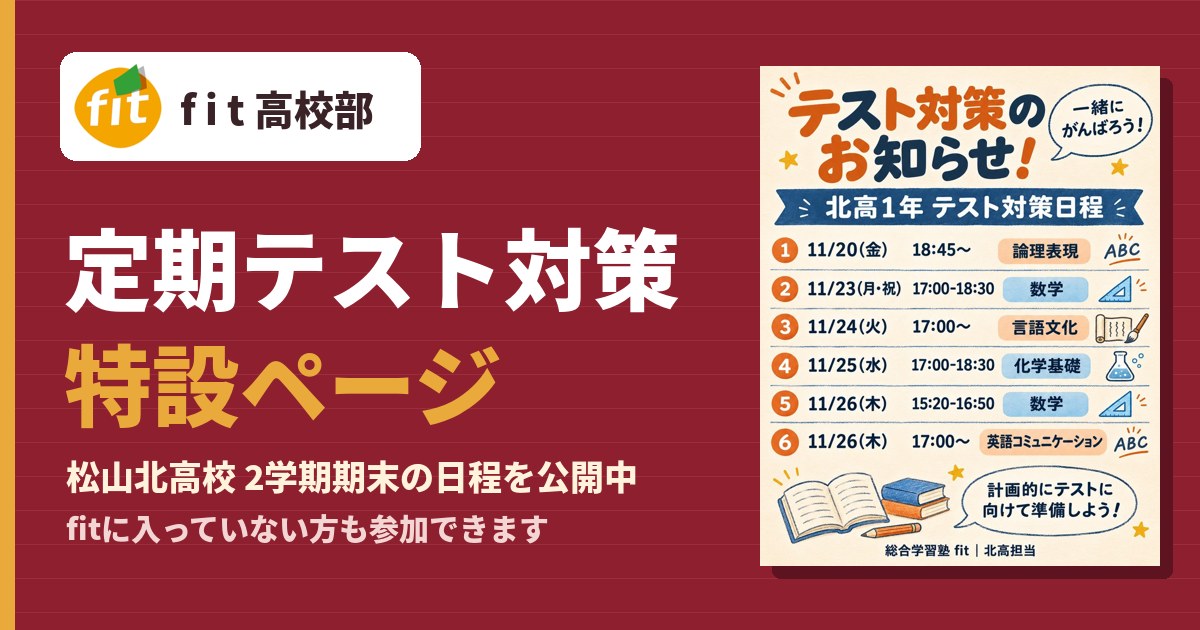 fit
fit高校部
定期テスト対策
特設ページ
松山北高校 2学期期末の日程を公開中
fitに入っていない方も参加できます
テスト対策の
お知らせ!
一緒に
がんばろう!
北高1年 テスト対策日程
1 11/20(金) 18:45～ 論理表現 ABC
2 11/23(月・祝) 17:00-18:30 数学
3 11/24(火) 17:00～ 言語文化
4 11/25(水) 17:00-18:30 化学基礎
5 11/26(木) 15:20-16:50 数学
6 11/26(木) 17:00～ 英語コミュニケーション ABC
計画的にテストに
向けて準備しよう!
総合学習塾 fit｜北高担当